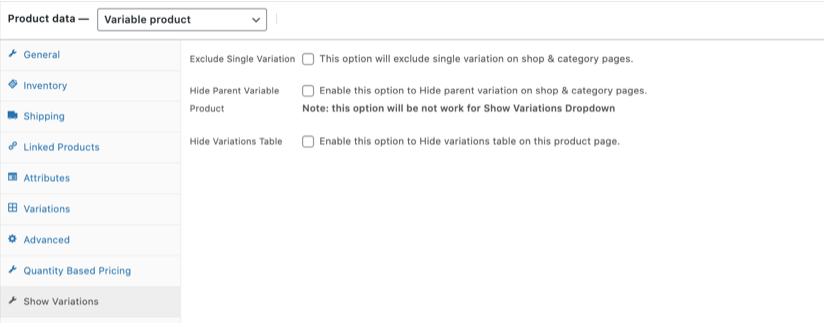 Product data — Variable product
General
Inventory
Shipping
Linked Products
Attributes
Variations
Advanced
Quantity Based Pricing
Show Variations
Exclude Single Variation This option will exclude single variation on shop & category pages.
Hide Parent Variable Product Enable this option to Hide parent variation on shop & category pages.
Note: this option will be not work for Show Variations Dropdown
Hide Variations Table Enable this option to Hide variations table on this product page.